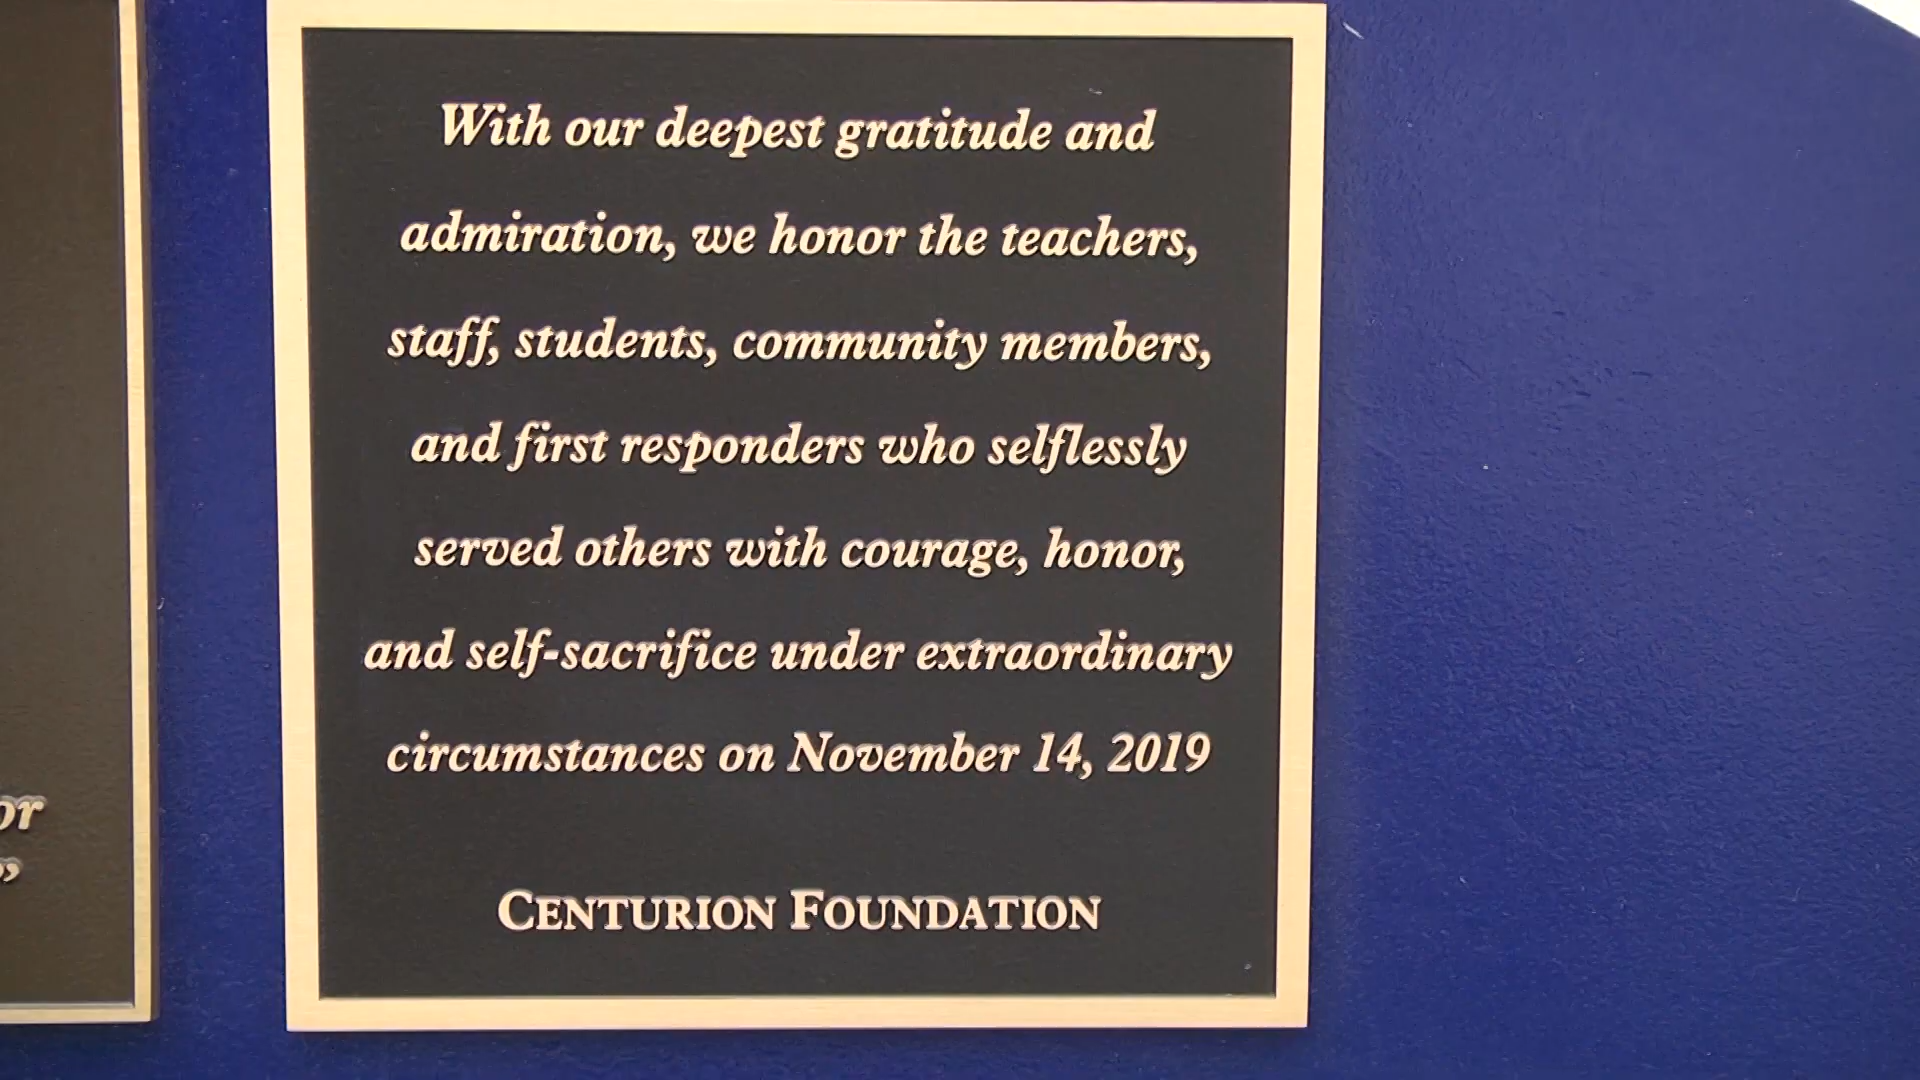 With our deepest gratitude and
admiration, we honor the teachers,
staff, students, community members,
and first responders who selflessly
served others with courage, honor,
and self-sacrifice under extraordinary
circumstances on November 14, 2019
CENTURION FOUNDATION
or
”